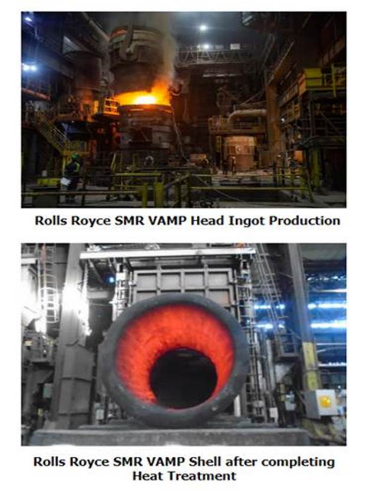 Rolls Royce SMR VAMP Head Ingot Production
Rolls Royce SMR VAMP Shell after completing
Heat Treatment